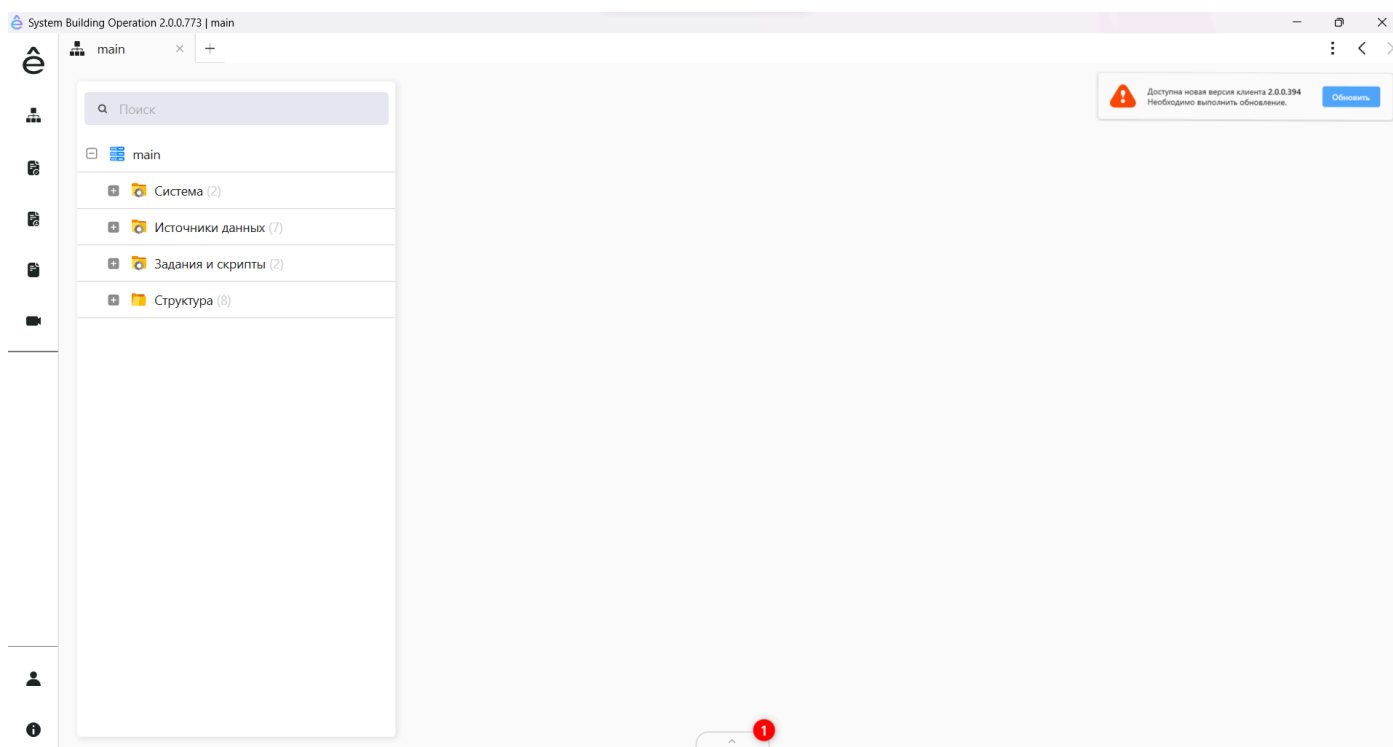 System Building Operation 2.0.0.773 | main
ê
main
Поиск
Доступна новая версия клиента 2.0.0.394
Необходимо выполнить обновление.
Обновить
main
Система (2)
Источники данных (7)
Задания и скрипты (2)
Структура (8)
1